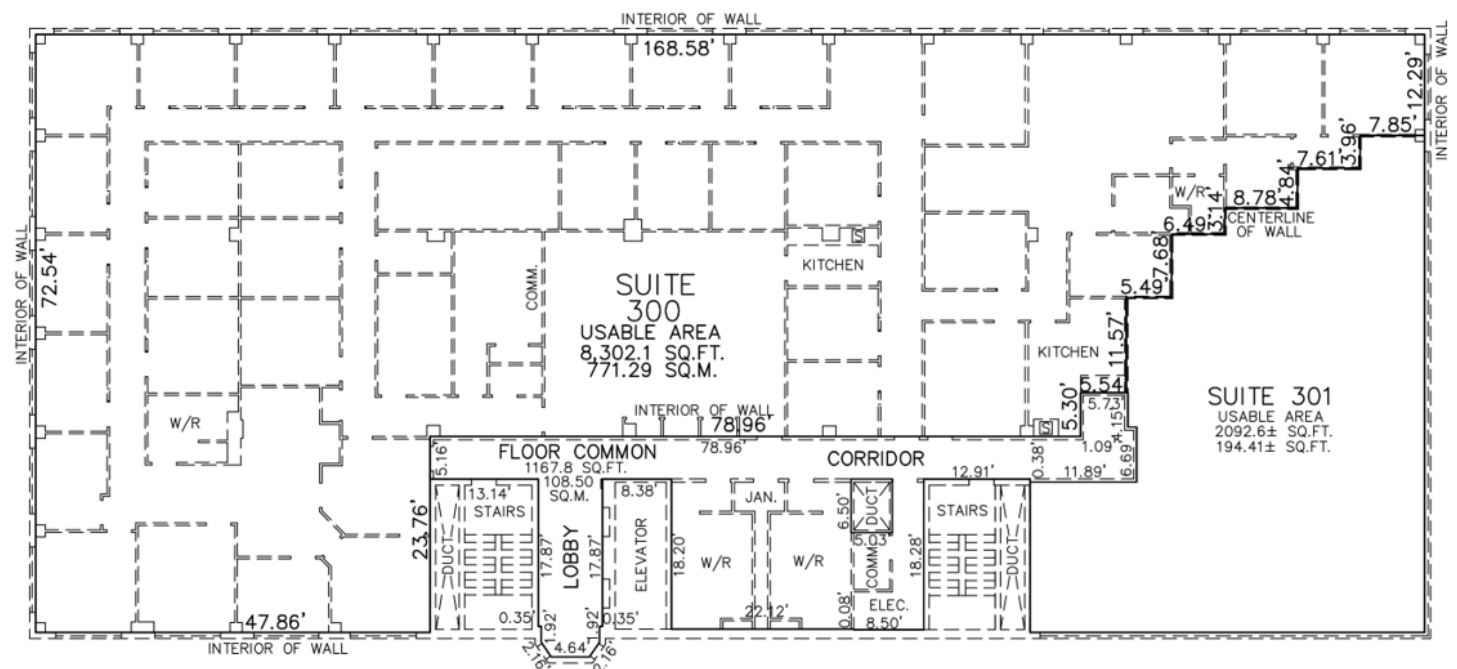 INTERIOR OF WALL
168.58'
12.29'
INTERIOR OF WALL
7.85'
3.96'
7.61'
4.84'
8.78'
W/R
3.14'
CENTERLINE
OF WALL
6.49'
7.68'
5.49'
11.57'
INTERIOR OF WALL
72.54'
COMM.
SUITE
300
USABLE AREA
8,302.1 SQ.FT.
771.29 SQ.M.
KITCHEN
S
KITCHEN
5.54'
5.73'
5.30'
4.15'
S
1.09'
SUITE 301
USABLE AREA
2092.6± SQ.FT.
194.41± SQ.M.
W/R
INTERIOR OF WALL
78.96'
78.96'
5.16'
FLOOR COMMON
1167.8 SQ.FT.
108.50
SQ.M.
CORRIDOR
12.91'
0.38'
11.89'
6.69'
13.14'
STAIRS
8.38'
JAN.
6.50'
DUCT
STAIRS
5.03'
23.76'
DUCT
17.87'
LOBBY
17.87'
ELEVATOR
18.20'
W/R
W/R
COMM
18.28'
DUCT
0.35'
1.92'
.92'
0.35'
22.12'
0.08'
ELEC.
8.50'
47.86'
INTERIOR OF WALL
2.16'
4.64'
0.16'